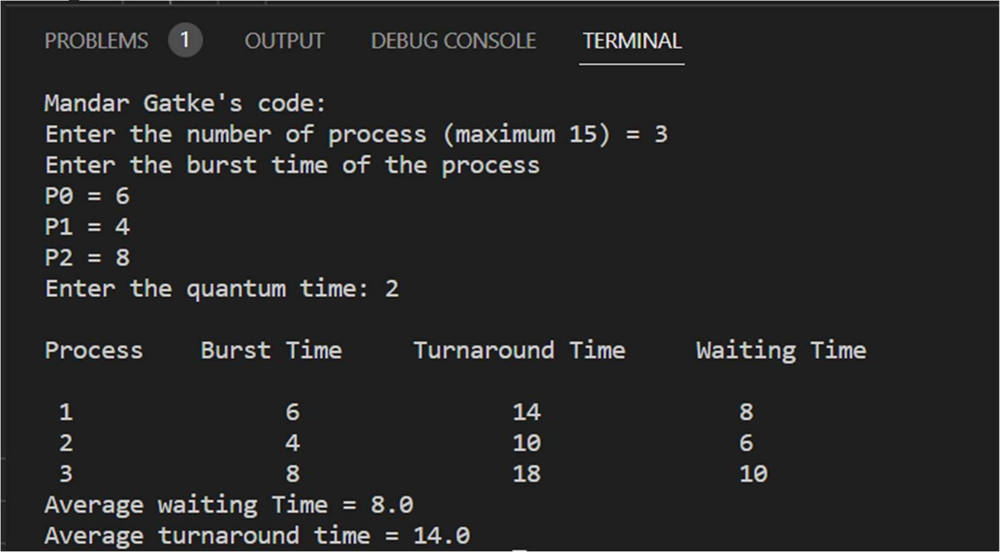 PROBLEMS 1 OUTPUT DEBUG CONSOLE TERMINAL
Mandar Gatke's code:
Enter the number of process (maximum 15) = 3
Enter the burst time of the process
P0 = 6
P1 = 4
P2 = 8
Enter the quantum time: 2
Process Burst Time Turnaround Time Waiting Time
1 6 14 8
2 4 10 6
3 8 18 10
Average waiting Time = 8.0
Average turnaround time = 14.0